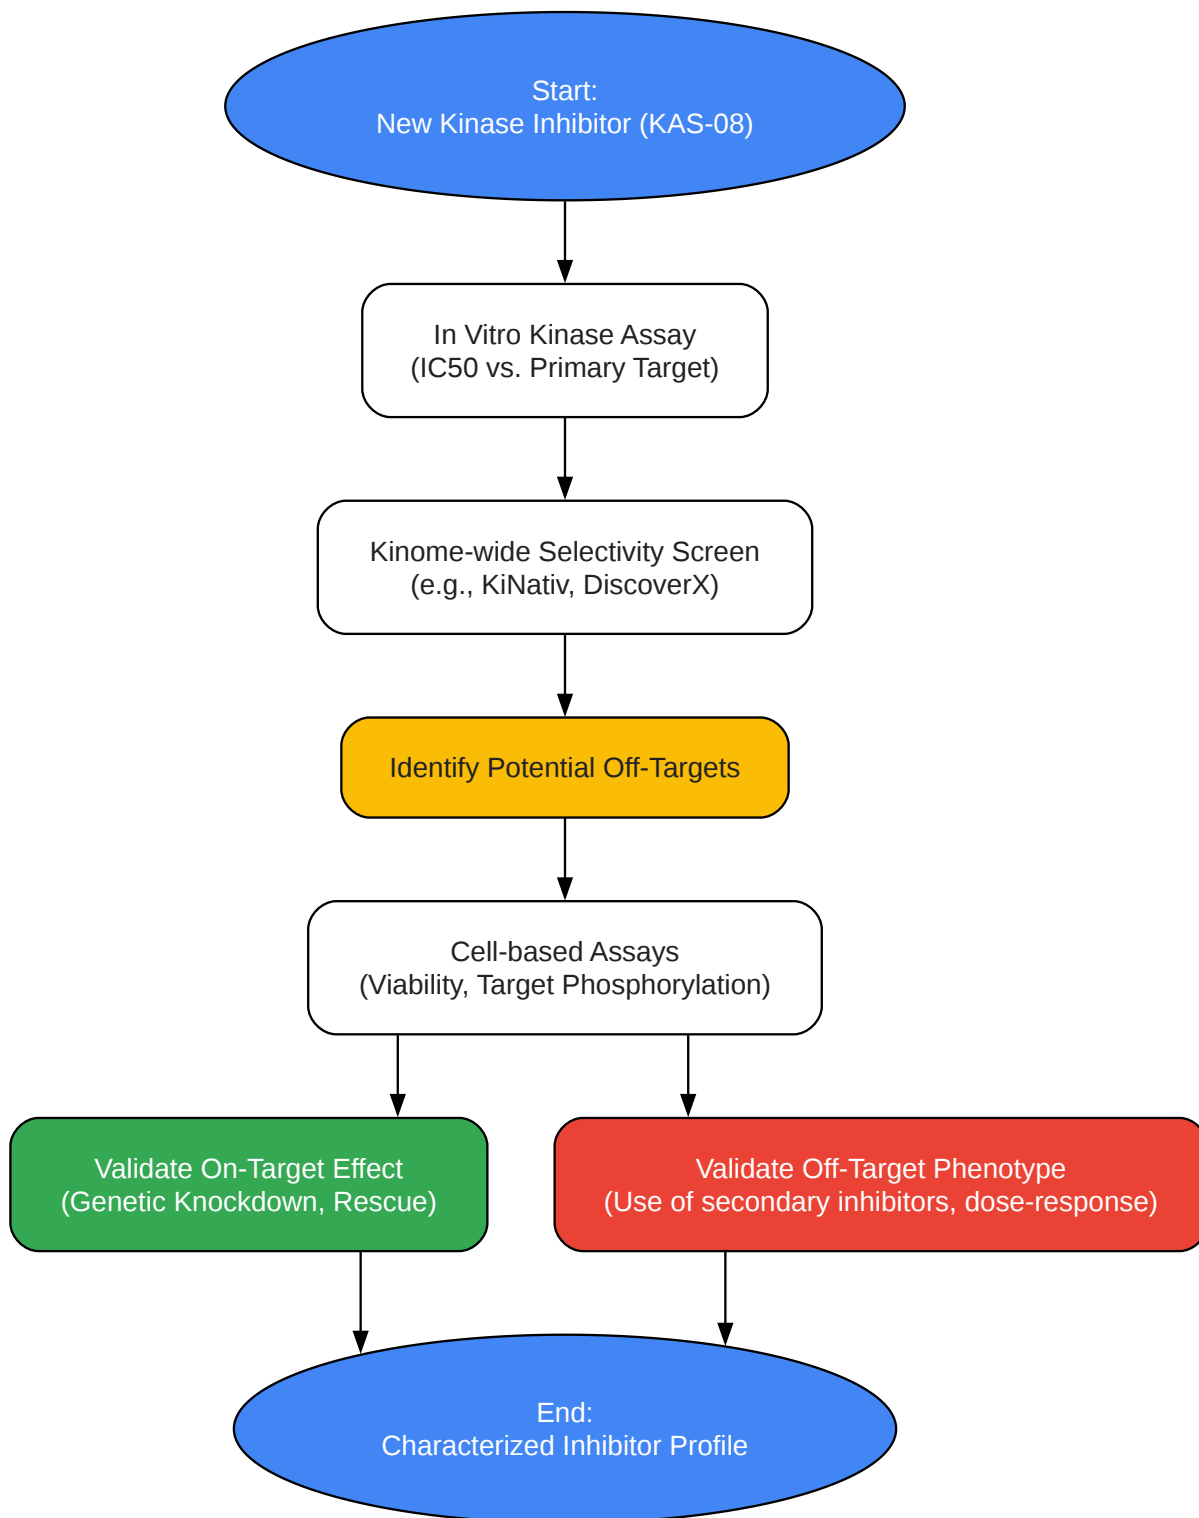 Start:
New Kinase Inhibitor (KAS-08)
In Vitro Kinase Assay
(IC50 vs. Primary Target)
Kinome-wide Selectivity Screen
(e.g., KiNativ, DiscoverX)
Identify Potential Off-Targets
Cell-based Assays
(Viability, Target Phosphorylation)
Validate On-Target Effect
(Genetic Knockdown, Rescue)
Validate Off-Target Phenotype
(Use of secondary inhibitors, dose-response)
End:
Characterized Inhibitor Profile